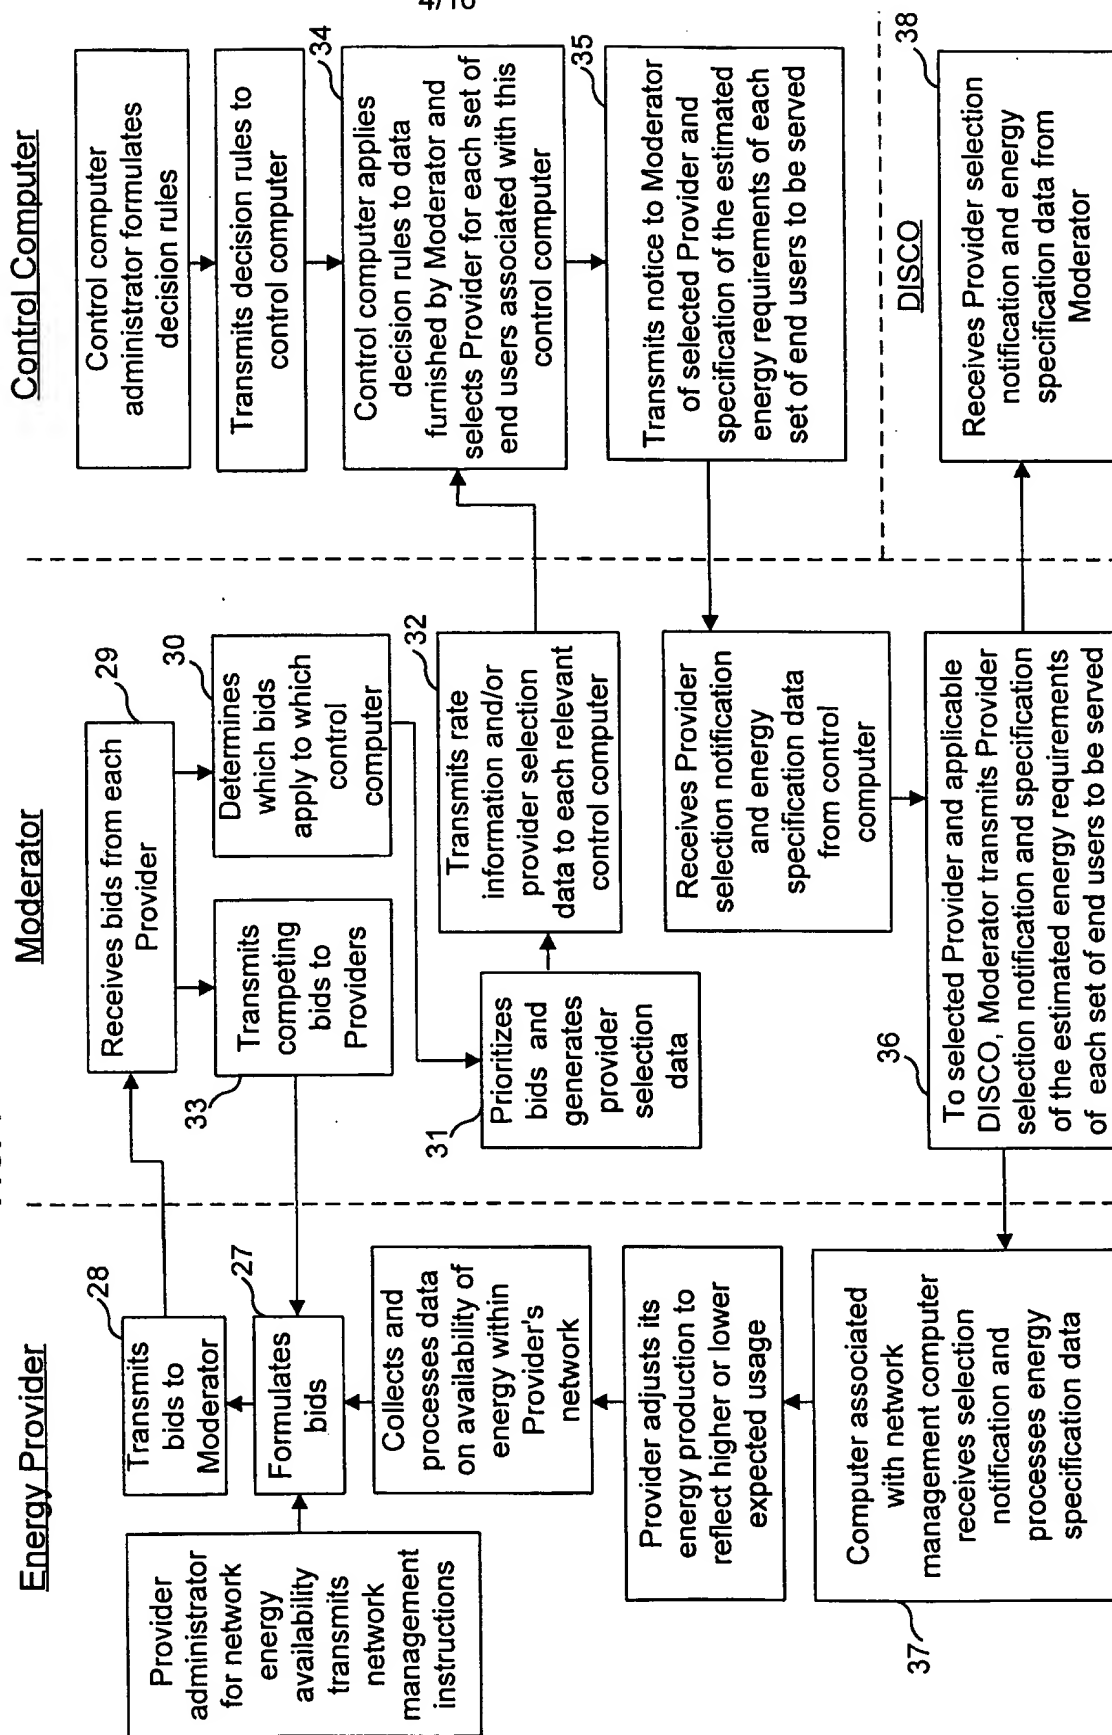 4/16
Energy Provider
Provider
administrator
for network
energy
availability
transmits
network
management
instructions
28
Transmits
bids to
Moderator
27
Formulates
bids
Collects and
processes data
on availability of
energy within
Provider's
network
Provider adjusts its
energy production to
reflect higher or lower
expected usage
Computer associated
with network
management computer
receives selection
notification and
processes energy
specification data
37
Moderator
29
Receives bids from each
Provider
33
Transmits
competing
bids to
Providers
30
Determines
which bids
apply to which
control
computer
31
Prioritizes
bids and
generates
provider
selection
data
32
Transmits rate
information and/or
provider selection
data to each relevant
control computer
Receives Provider
selection notification
and energy
specification data
from control
computer
36
To selected Provider and applicable
DISCO, Moderator transmits Provider
selection notification and specification
of the estimated energy requirements
of each set of end users to be served
Control Computer
Control computer
administrator formulates
decision rules
Transmits decision rules to
control computer
34
Control computer applies
decision rules to data
furnished by Moderator and
selects Provider for each set of
end users associated with this
control computer
35
Transmits notice to Moderator
of selected Provider and
specification of the estimated
energy requirements of each
set of end users to be served
DISCO
38
Receives Provider selection
notification and energy
specification data from
Moderator